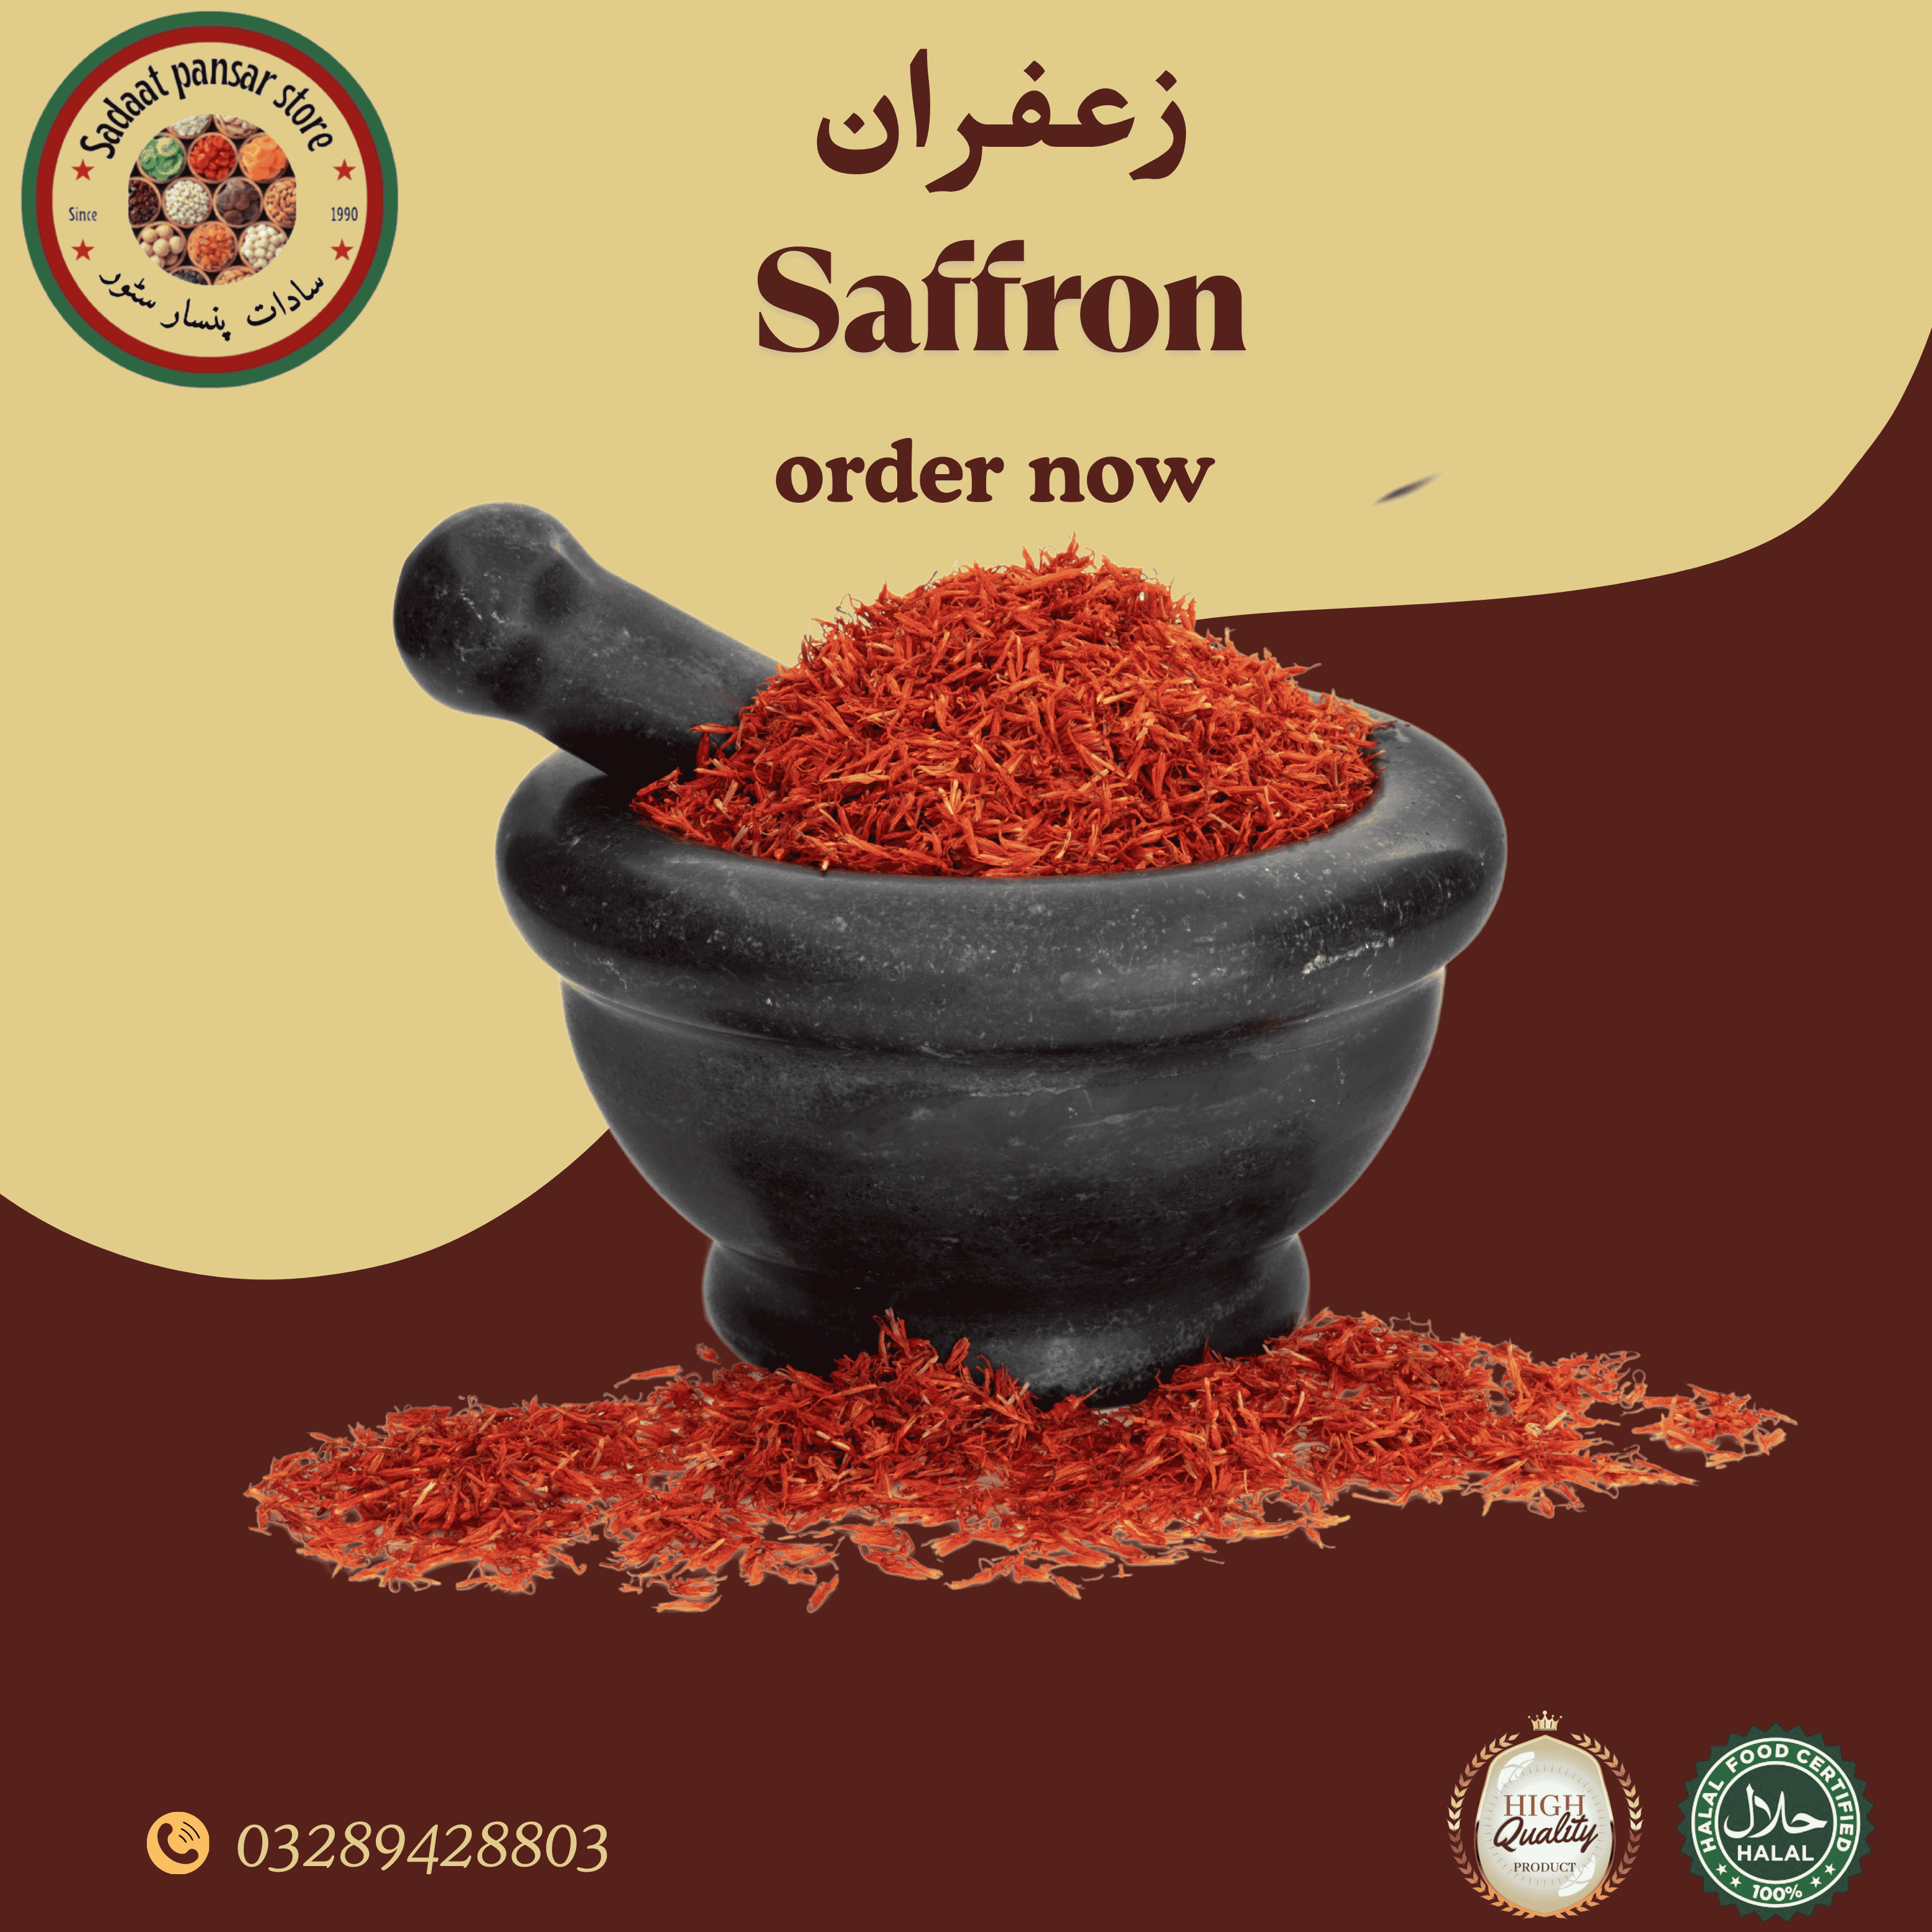 Sadaat pansar store
Since 1990
سادات پنسار سٹور
زعفران
Saffron
order now
03289428803
HIGH
Quality
PRODUCT
HALAL FOOD CERTIFIED
حلال
HALAL
100%